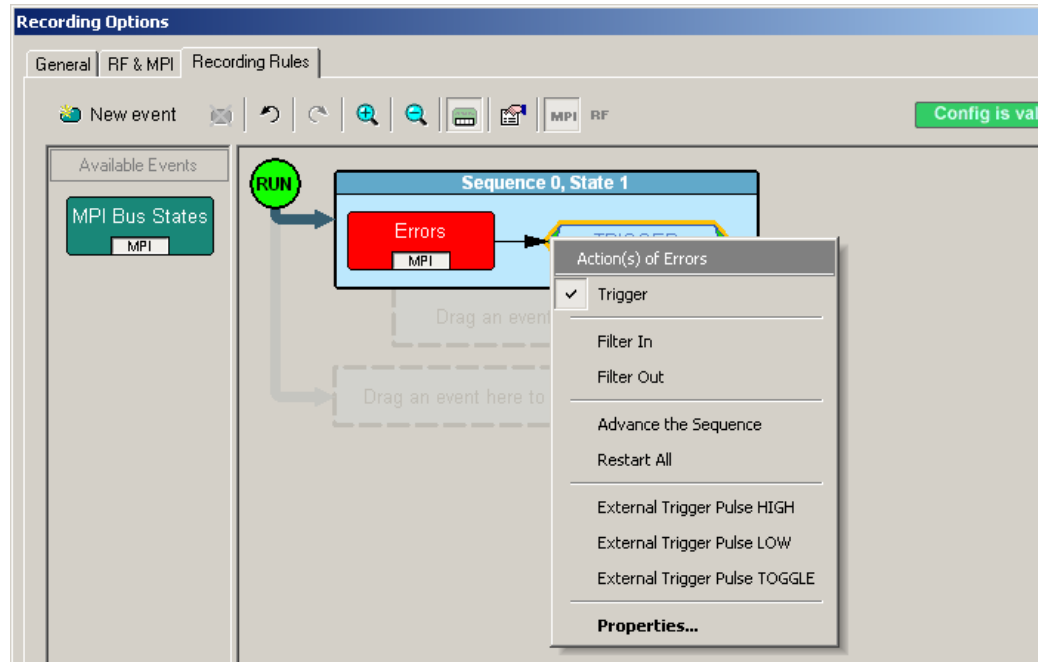 Recording Options
General RF & MPI Recording Rules
New event MPI RF Config is val
Available Events
MPI Bus States
MPI
RUN
Sequence 0, State 1
Errors
MPI
TRIGGER
Drag an event
Drag an event here to
Action(s) of Errors
Trigger
Filter In
Filter Out
Advance the Sequence
Restart All
External Trigger Pulse HIGH
External Trigger Pulse LOW
External Trigger Pulse TOGGLE
Properties...